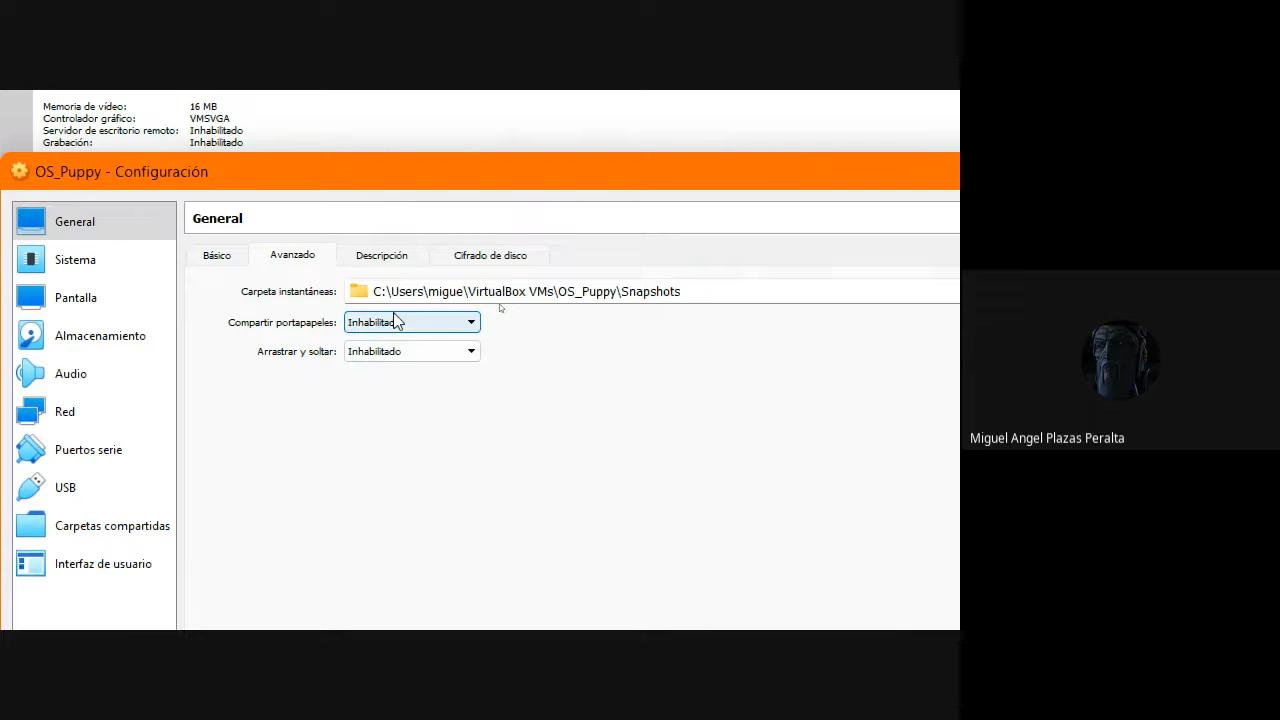 Memoria de vídeo: 16 MB
Controlador gráfico: VMSVGA
Servidor de escritorio remoto: Inhabilitado
Grabación: Inhabilitado
OS_Puppy - Configuración
General
Sistema
Pantalla
Almacenamiento
Audio
Red
Puertos serie
USB
Carpetas compartidas
Interfaz de usuario
General
Básico Avanzado Descripción Cifrado de disco
Carpeta instantáneas: C:\Users\migue\VirtualBox VMs\OS_Puppy\Snapshots
Compartir portapapeles: Inhabilitado
Arrastrar y soltar: Inhabilitado
Miguel Angel Plazas Peralta